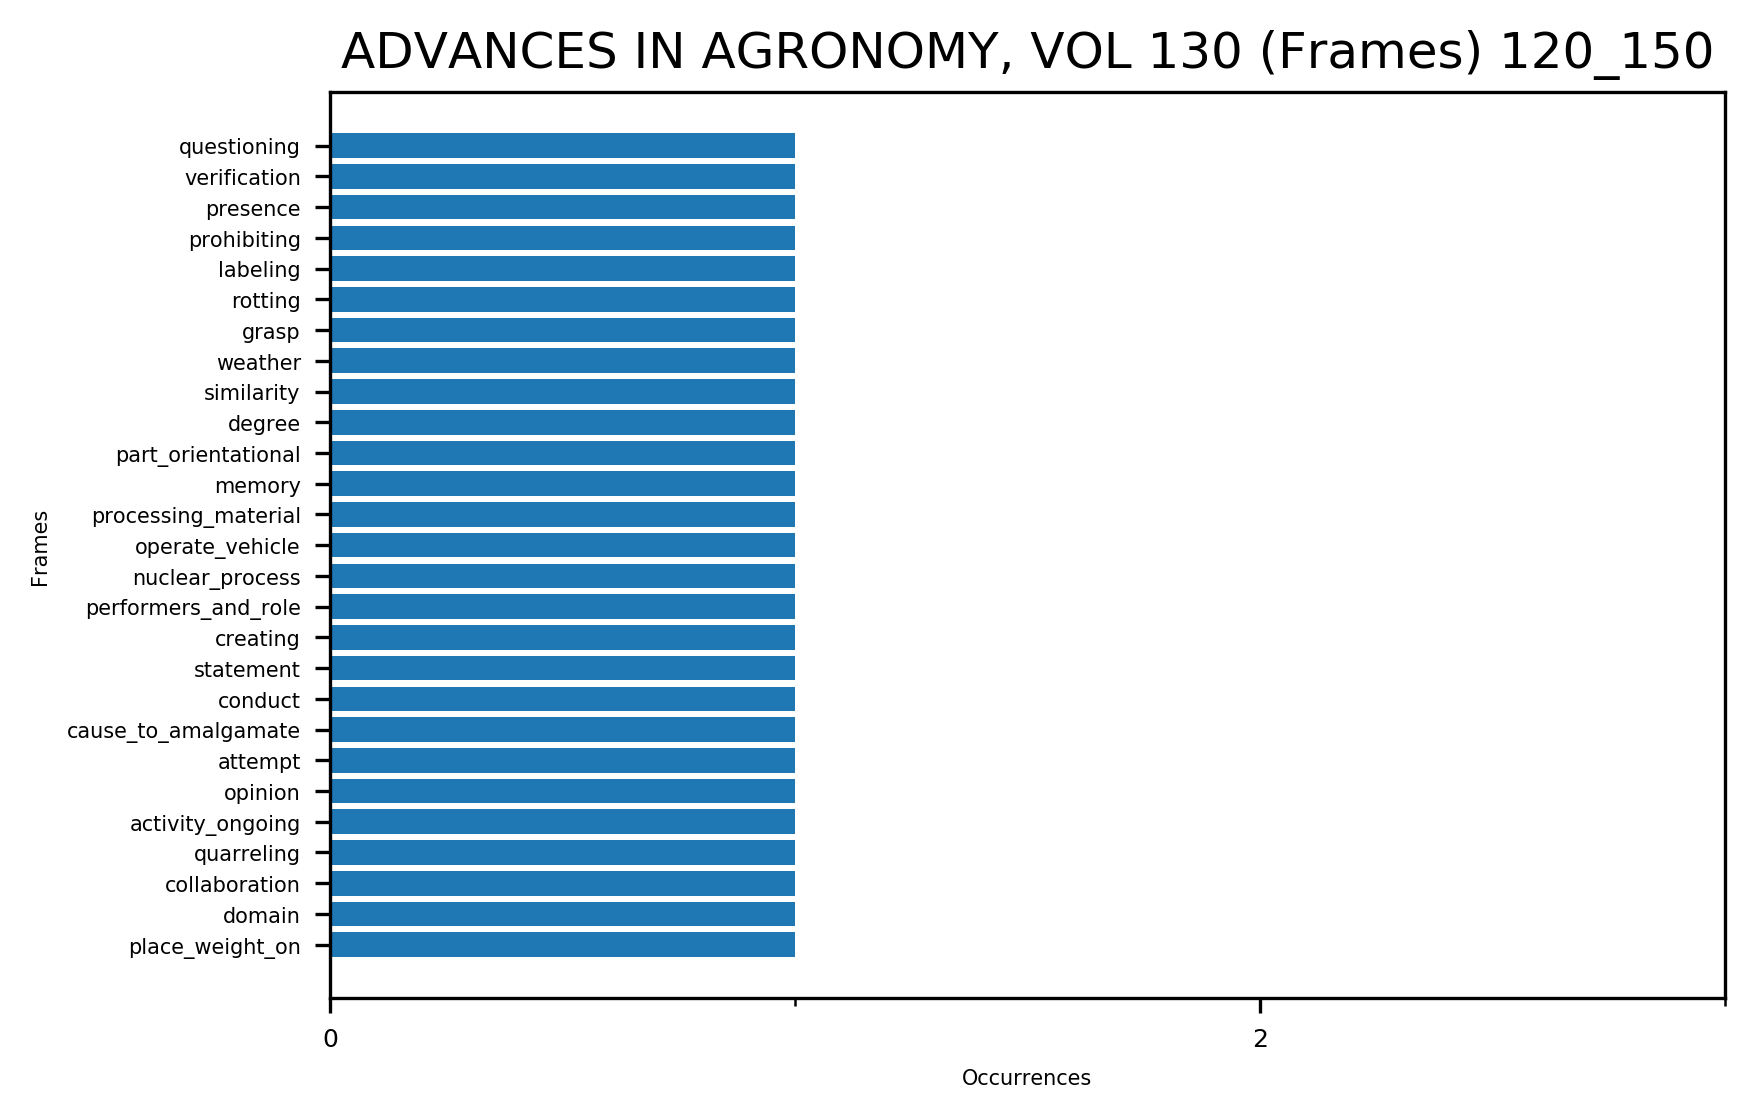 ADVANCES IN AGRONOMY, VOL 130 (Frames) 120_150
questioning
verification
presence
prohibiting
labeling
rotting
grasp
weather
similarity
degree
part_orientational
memory
processing_material
operate_vehicle
nuclear_process
performers_and_role
creating
statement
conduct
cause_to_amalgamate
attempt
opinion
activity_ongoing
quarreling
collaboration
domain
place_weight_on
Frames
0
2
Occurrences